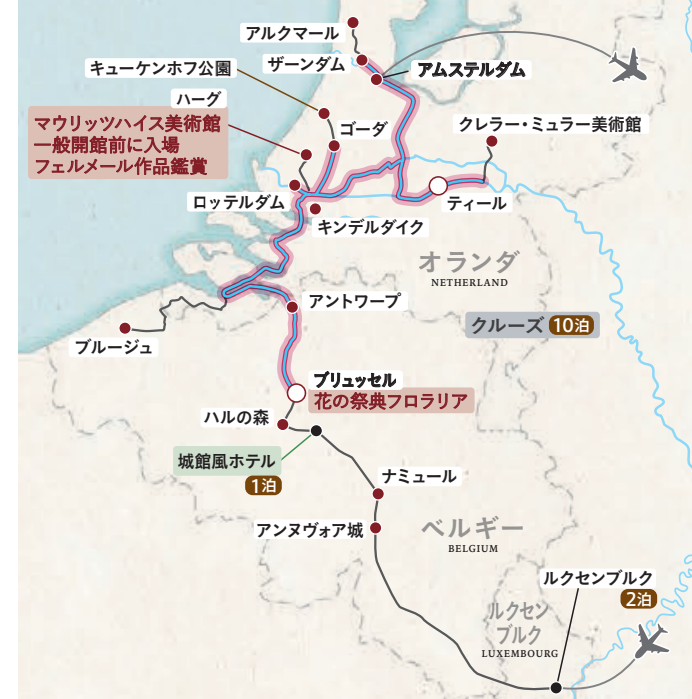 アルクマール
ザーンダム
アムステルダム
キューケンホフ公園
ハーグ
マウリッツハイス美術館
一般開館前に入場
フェルメール作品鑑賞
ゴーダ
クレラー・ミュラー美術館
ロッテルダム
ティール
キンデルダイク
オランダ
NETHERLAND
アントワープ
クルーズ 10泊
ブルージュ
ブリュッセル
花の祭典フロラリア
ハルの森
城館風ホテル
1泊
ナミュール
アンヌヴォア城
ベルギー
BELGIUM
ルクセンブルク
2泊
ルクセン
ブルク
LUXEMBOURG